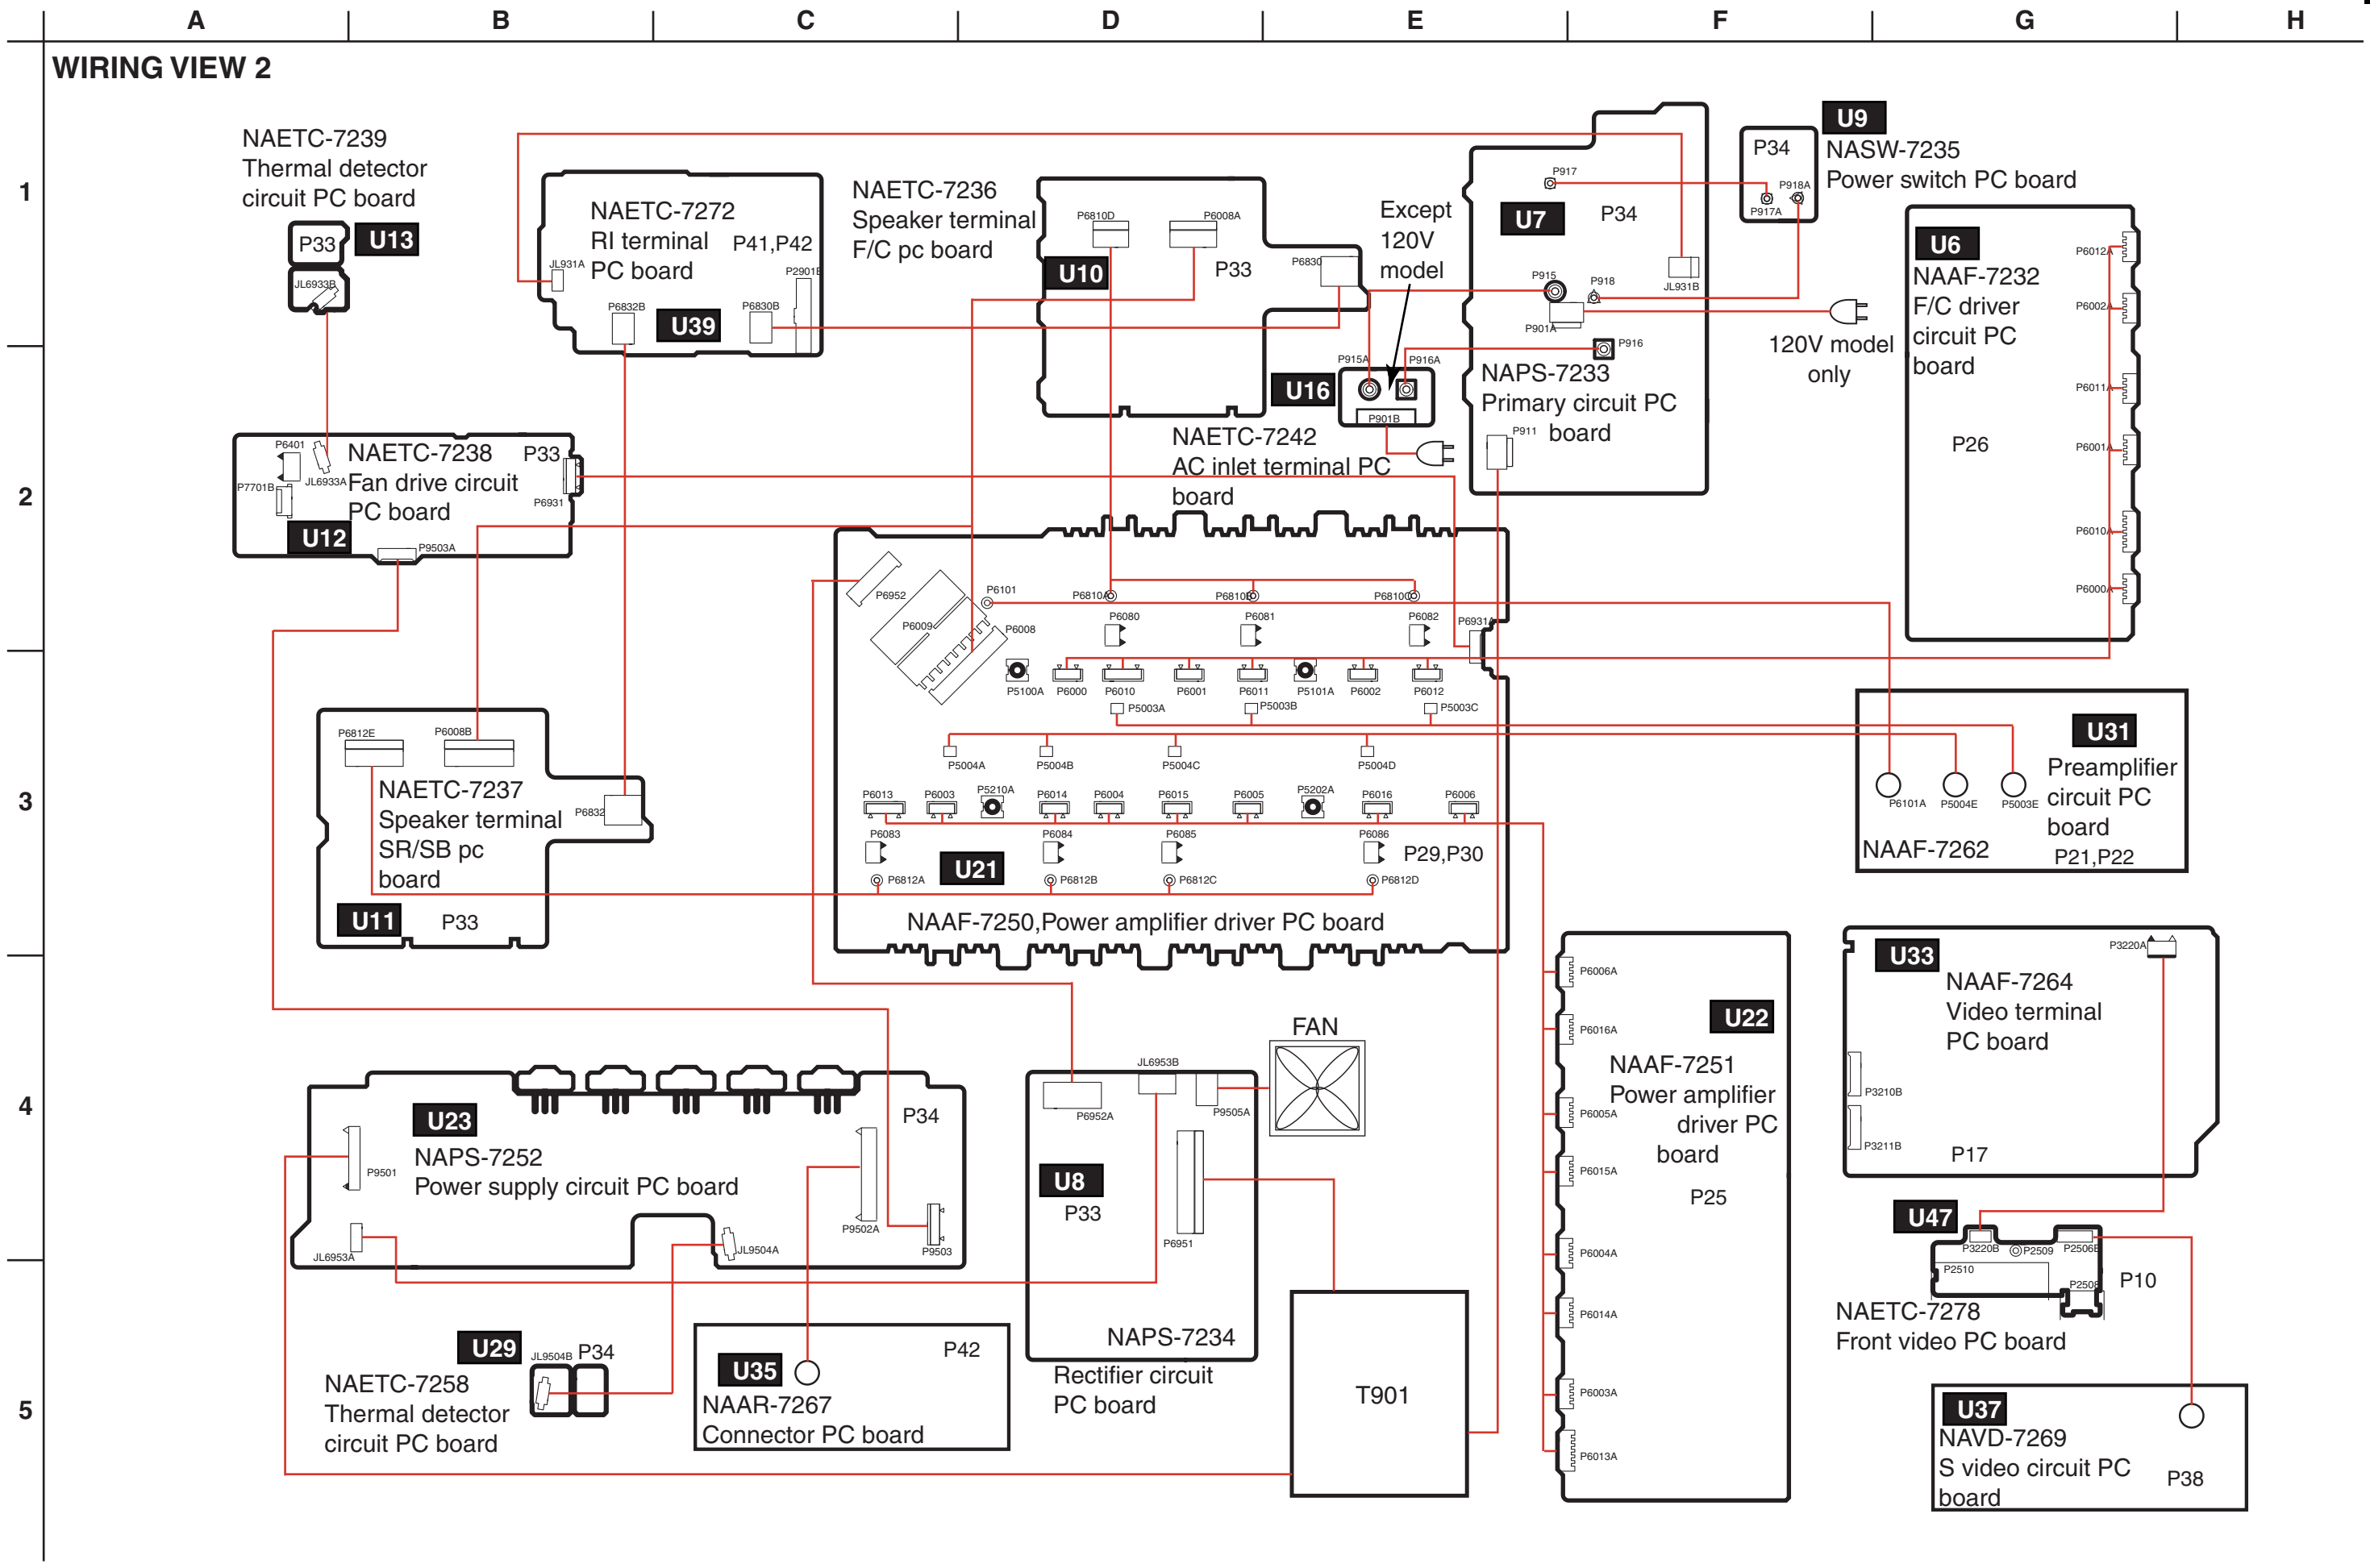 A B C D E F G H
WIRING VIEW 2
1
2
3
4
5
NAETC-7239
Thermal detector
circuit PC board
P33
U13
JL6933B
NAETC-7272
RI terminal
PC board
P41,P42
JL931A
P6832B
U39
P6830B
P2901B
NAETC-7236
Speaker terminal
F/C pc board
P6810D
P6008A
U10
P33
P6830
Except
120V
model
P917
U7
P34
P915
P918
JL931B
P901A
P916
NAPS-7233
Primary circuit PC
board
P911
U9
P34
NASW-7235
Power switch PC board
P918A
P917A
120V model
only
P915A
P916A
U16
P901B
NAETC-7242
AC inlet terminal PC
board
U6
NAAF-7232
F/C driver
circuit PC
board
P26
P6012A
P6002A
P6011A
P6001A
P6010A
P6000A
P6401
NAETC-7238
Fan drive circuit
PC board
P33
JL6933A
P7701B
P6931
U12
P9503A
P6952
P6009
P6101
P6008
P6810A
P6810B
P6810C
P6080
P6081
P6082
P6931A
P5100A
P6000
P6010
P6001
P6011
P5101A
P6002
P6012
P5003A
P5003B
P5003C
P5004A
P5004B
P5004C
P5004D
P6013
P6003
P5210A
P6014
P6004
P6015
P6005
P5202A
P6016
P6006
P6083
P6084
P6085
P6086
U21
P29,P30
P6812A
P6812B
P6812C
P6812D
NAAF-7250,Power amplifier driver PC board
P6812E
P6008B
NAETC-7237
Speaker terminal
SR/SB pc
board
P6832
U11
P33
U31
Preamplifier
circuit PC
board
P6101A
P5004E
P5003E
NAAF-7262
P21,P22
U33
NAAF-7264
Video terminal
PC board
P3220A
P3210B
P3211B
P17
U22
NAAF-7251
Power amplifier
driver PC
board
P25
P6006A
P6016A
P6005A
P6015A
P6004A
P6014A
P6003A
P6013A
FAN
JL6953B
P6952A
P9505A
U8
P33
P6951
NAPS-7234
Rectifier circuit
PC board
U23
NAPS-7252
Power supply circuit PC board
P34
P9501
JL6953A
P9502A
P9503
JL9504A
U29
JL9504B
P34
NAETC-7258
Thermal detector
circuit PC board
U35
P42
NAAR-7267
Connector PC board
T901
U47
P3220B
P2509
P2506B
P2510
P2508
P10
NAETC-7278
Front video PC board
U37
NAVD-7269
S video circuit PC
board
P38